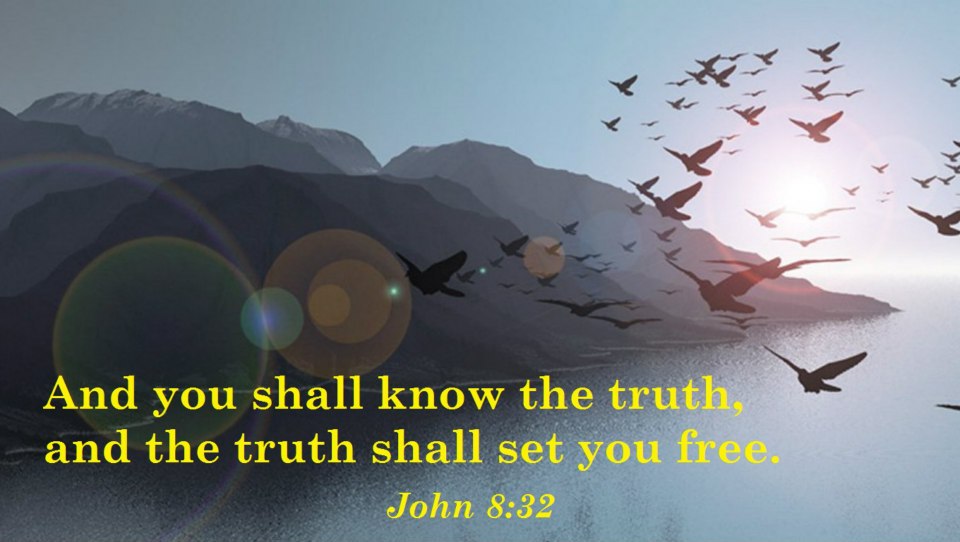 And you shall know the truth,
and the truth shall set you free.
John 8:32